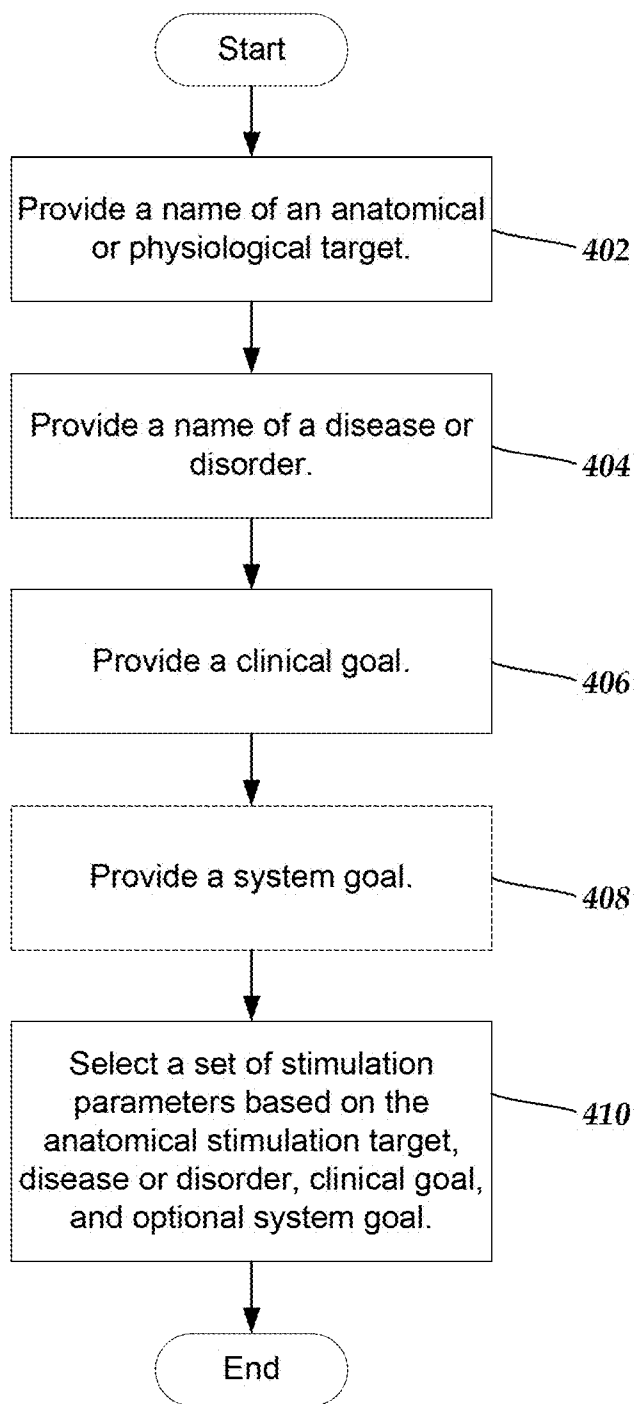 Start
Provide a name of an anatomical
or physiological target.
402
Provide a name of a disease or
disorder.
404
Provide a clinical goal.
406
Provide a system goal.
408
Select a set of stimulation
parameters based on the
anatomical stimulation target,
disease or disorder, clinical goal,
and optional system goal.
410
End